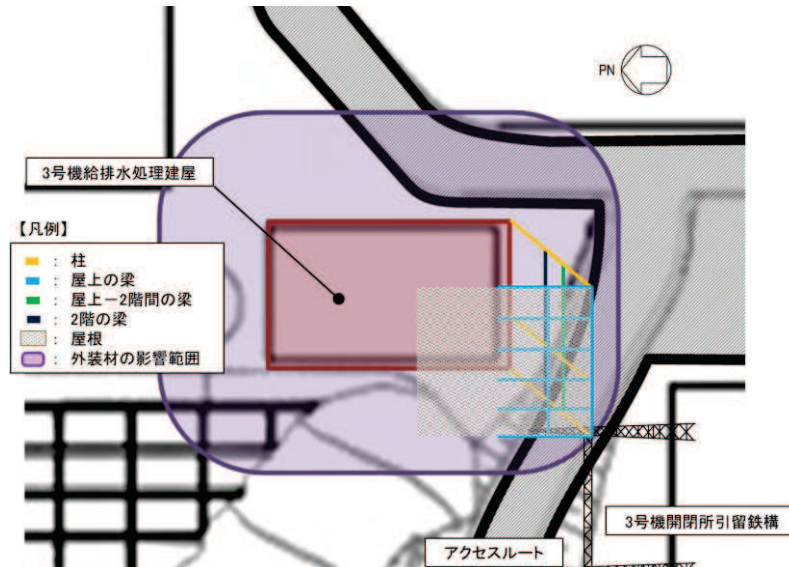 PN
3号機給排水処理建屋
【凡例】
: 柱
: 屋上の梁
: 屋上ー2階間の梁
: 2階の梁
: 屋根
: 外装材の影響範囲
3号機開閉所引留鉄構
アクセスルート